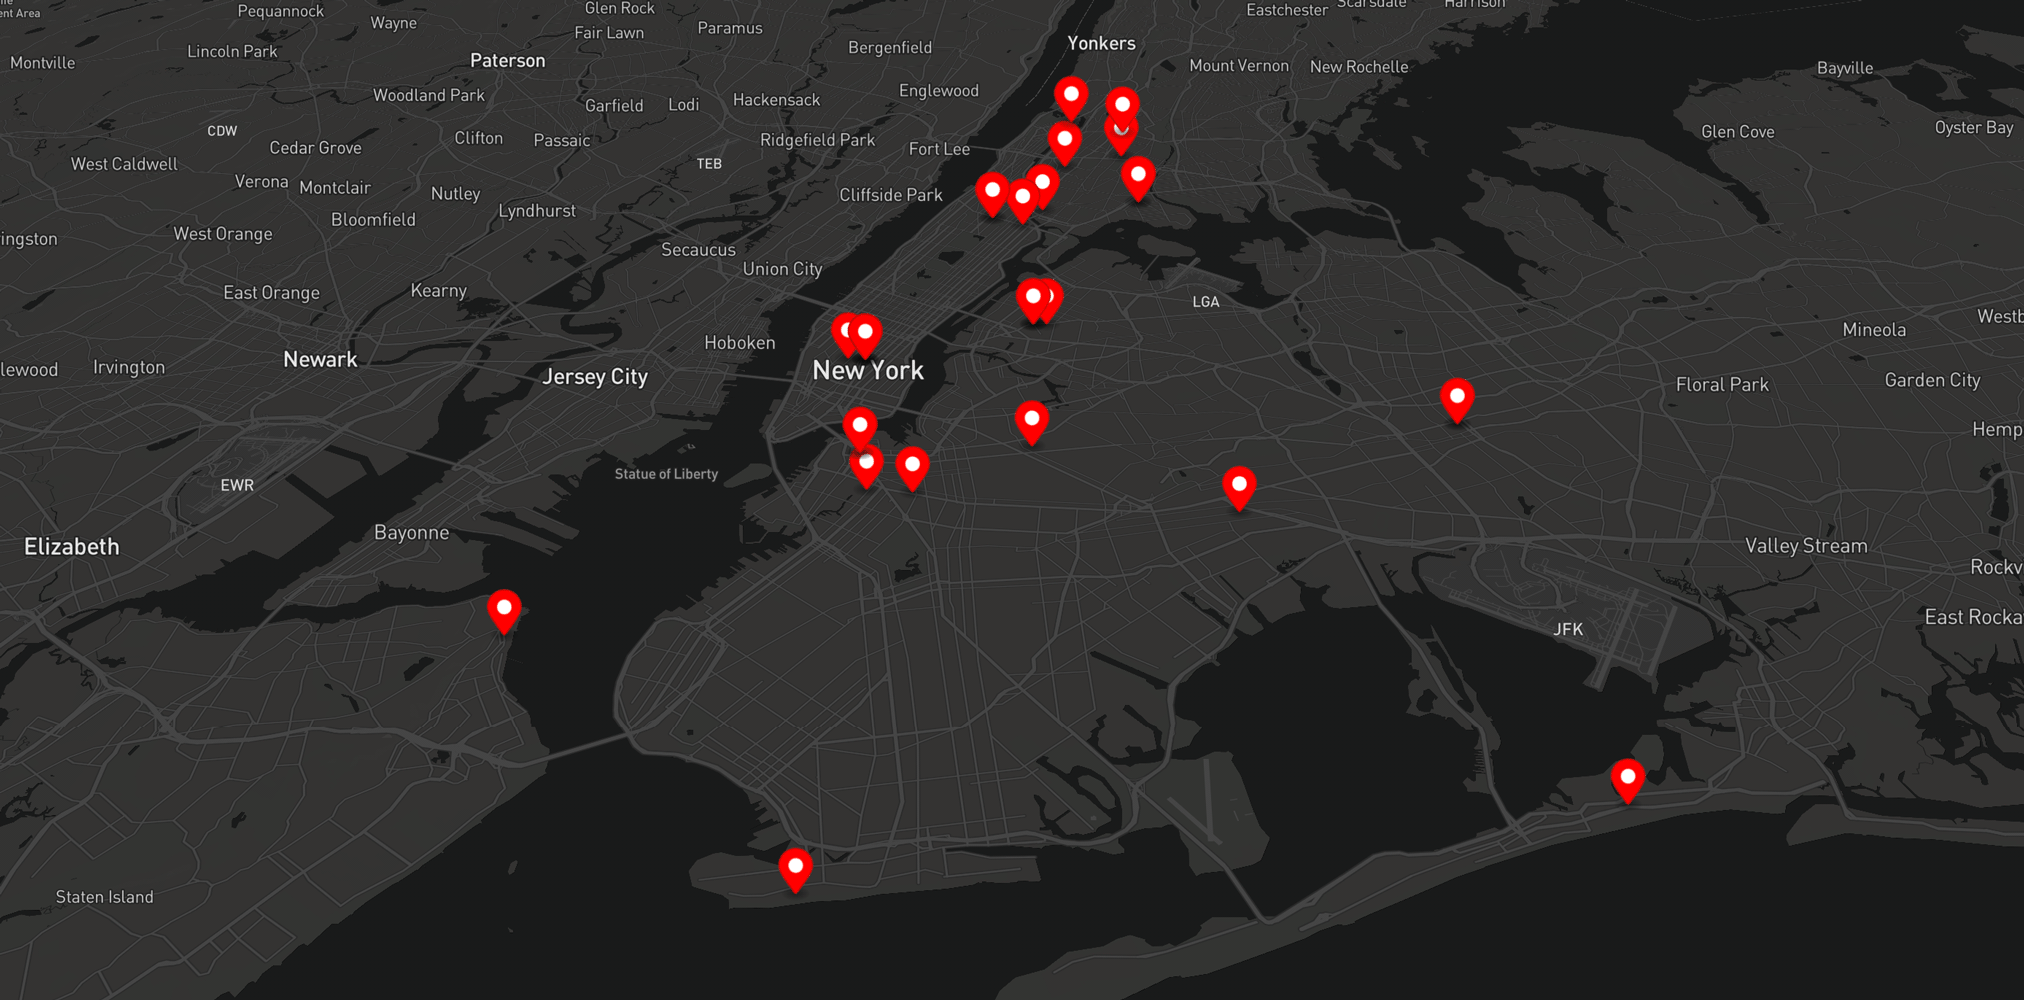 ent Area
Pequannock
Wayne
Glen Rock
Fair Lawn
Paramus
Bergenfield
Yonkers
Eastchester
Scarsdale
Harrison
Montville
Lincoln Park
Paterson
Mount Vernon
New Rochelle
Bayville
Woodland Park
Garfield
Lodi
Hackensack
Englewood
CDW
Clifton
Passaic
Ridgefield Park
Fort Lee
Glen Cove
Oyster Bay
Cedar Grove
West Caldwell
TEB
Verona
Montclair
Nutley
Cliffside Park
Bloomfield
Lyndhurst
ingston
West Orange
Secaucus
Union City
East Orange
Kearny
LGA
Westb
Mineola
Hoboken
Newark
lewood
Irvington
Jersey City
New York
Floral Park
Garden City
Hemp
Statue of Liberty
EWR
Bayonne
Elizabeth
Valley Stream
Rockv
East Rocka
JFK
Staten Island